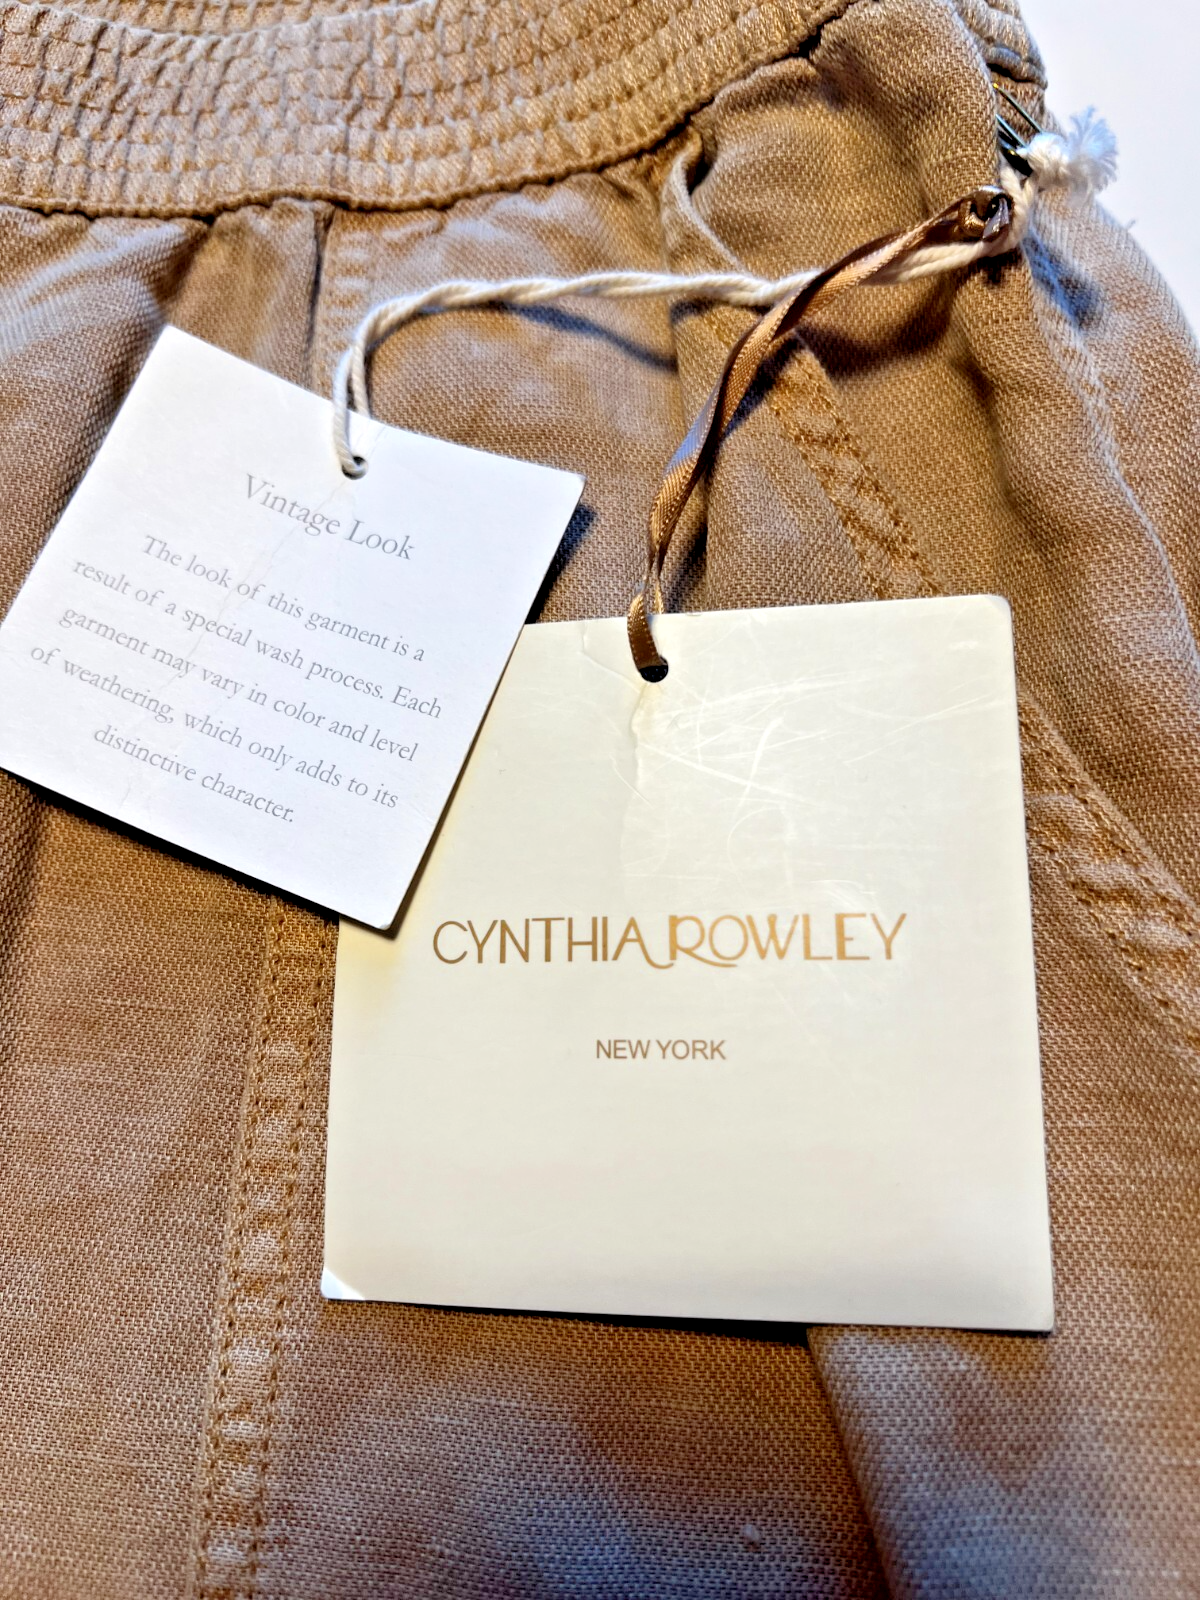 Vintage Look
The look of this garment is a
result of a special wash process. Each
garment may vary in color and level
of weathering, which only adds to its
distinctive character.
CYNTHIA ROWLEY
NEW YORK